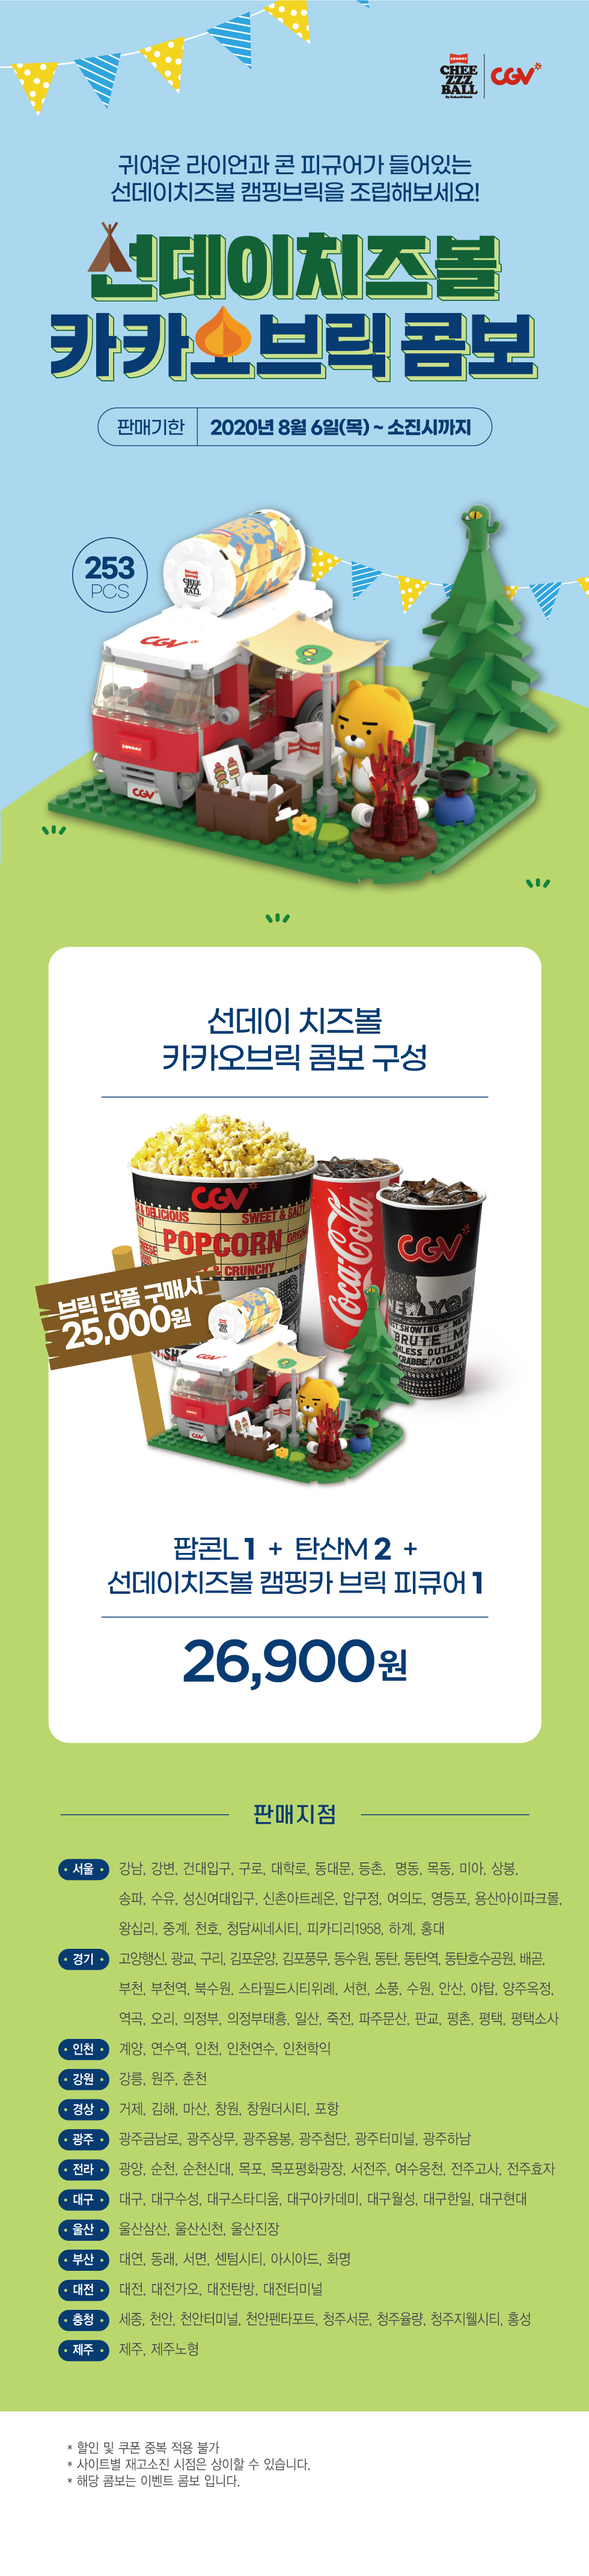 SUNDAY
CHEE
ZZZ
BALL
By KakaoFriends
CGV
귀여운 라이언과 콘 피규어가 들어있는
선데이치즈볼 캠핑브릭을 조립해보세요!
선데이치즈볼
카카오브릭 콤보
판매기한 2020년 8월 6일(목) ~ 소진시까지
253
PCS
CHEE
ZZZ
BALL
CGV
SUNDAY
CGV
선데이 치즈볼
카카오브릭 콤보 구성
CGV
& DELICIOUS SWEET & SALTY
POPCORN
& CRUNCHY
Coca-Cola
CGV
브릭 단품 구매시
25,000원
CGV
팝콘L 1 + 탄산M 2 +
선데이치즈볼 캠핑카 브릭 피큐어 1
26,900원
판매지점
서울 강남, 강변, 건대입구, 구로, 대학로, 동대문, 등촌, 명동, 목동, 미아, 상봉,
송파, 수유, 성신여대입구, 신촌아트레온, 압구정, 여의도, 영등포, 용산아이파크몰,
왕십리, 중계, 천호, 청담씨네시티, 피카디리1958, 하계, 홍대
경기 고양행신, 광교, 구리, 김포운양, 김포풍무, 동수원, 동탄, 동탄역, 동탄호수공원, 배곧,
부천, 부천역, 북수원, 스타필드시티위례, 서현, 소풍, 수원, 안산, 야탑, 양주옥정,
역곡, 오리, 의정부, 의정부태흥, 일산, 죽전, 파주문산, 판교, 평촌, 평택, 평택소사
인천 계양, 연수역, 인천, 인천연수, 인천학익
강원 강릉, 원주, 춘천
경상 거제, 김해, 마산, 창원, 창원더시티, 포항
광주 광주금남로, 광주상무, 광주용봉, 광주첨단, 광주터미널, 광주하남
전라 광양, 순천, 순천신대, 목포, 목포평화광장, 서전주, 여수웅천, 전주고사, 전주효자
대구 대구, 대구수성, 대구스타디움, 대구아카데미, 대구월성, 대구한일, 대구현대
울산 울산삼산, 울산신천, 울산진장
부산 대연, 동래, 서면, 센텀시티, 아시아드, 화명
대전 대전, 대전가오, 대전탄방, 대전터미널
충청 세종, 천안, 천안터미널, 천안펜타포트, 청주서문, 청주율량, 청주지웰시티, 홍성
제주 제주, 제주노형
* 할인 및 쿠폰 중복 적용 불가
* 사이트별 재고소진 시점은 상이할 수 있습니다.
* 해당 콤보는 이벤트 콤보 입니다.